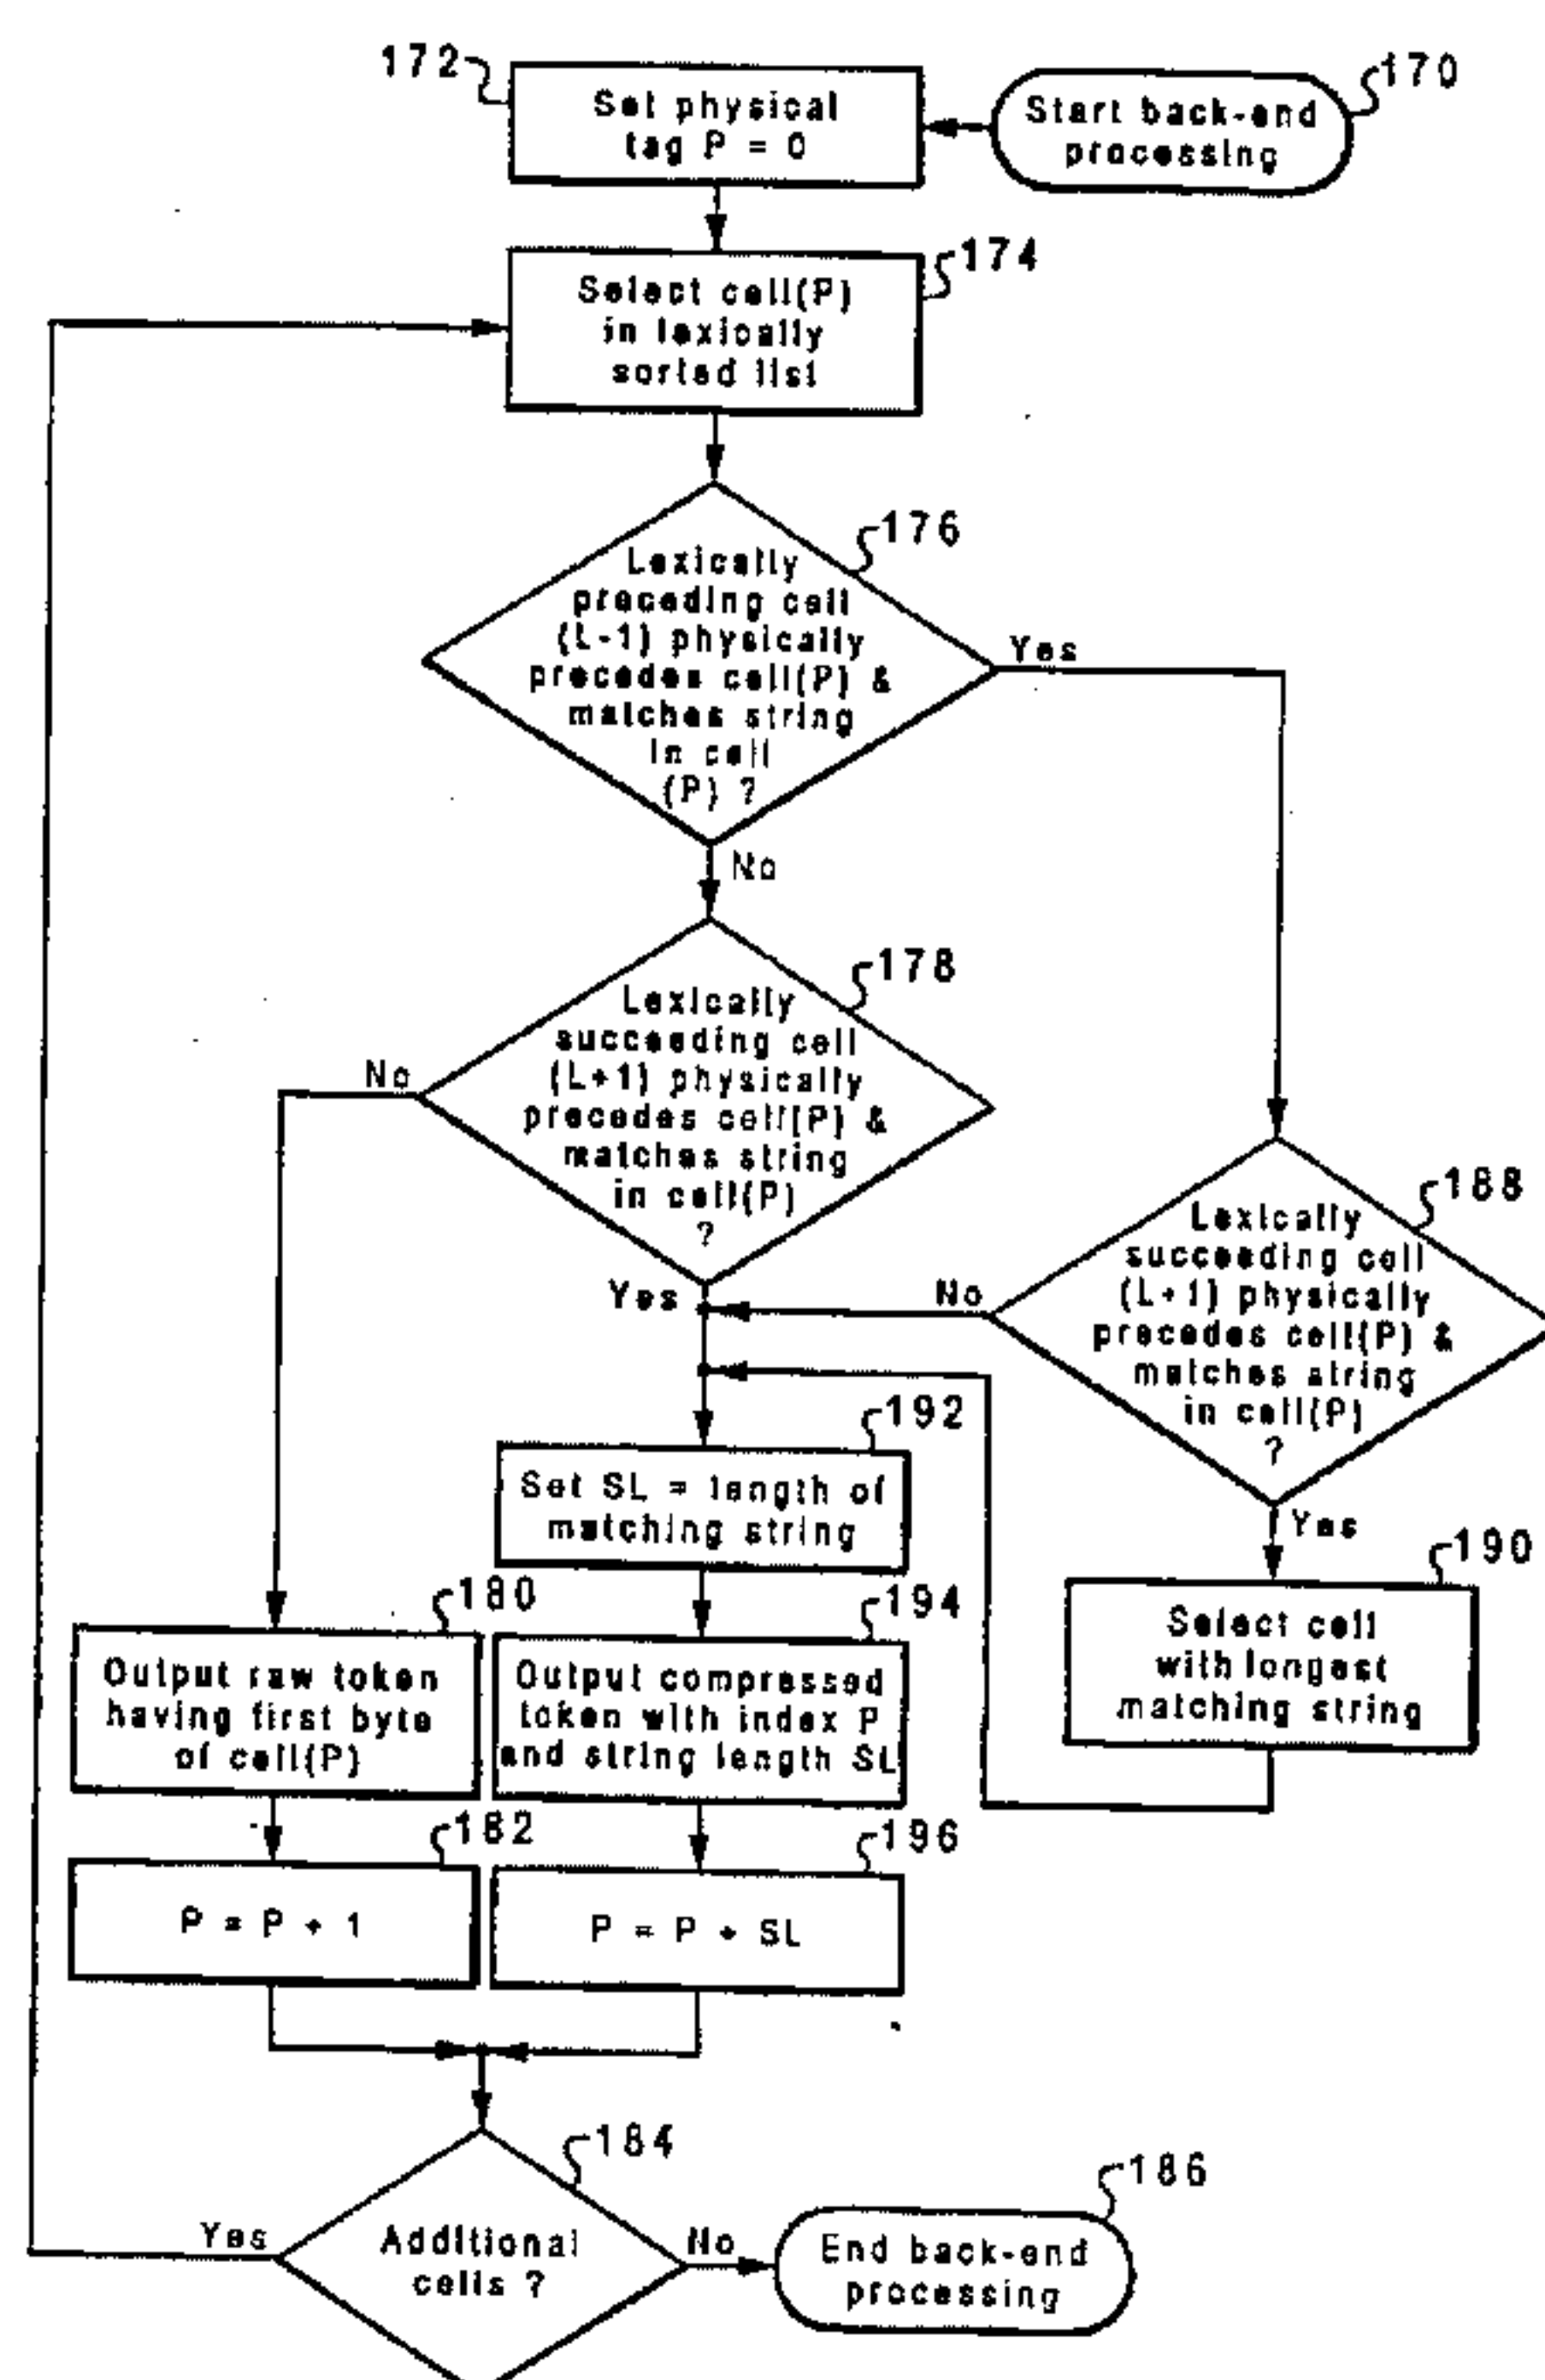 172
Set physical
tag P = 0
170
Start back-end
processing
174
Select cell(P)
in lexically
sorted list
176
Lexically
preceding cell
(L-1) physically
precedes cell(P) &
matches string
in cell
(P) ?
Yes
No
178
Lexically
succeeding cell
(L+1) physically
precedes cell(P) &
matches string
in cell(P)
?
No
Yes
188
Lexically
succeeding cell
(L+1) physically
precedes cell(P) &
matches string
in cell(P)
?
No
Yes
192
Set SL = length of
matching string
190
Select cell
with longest
matching string
180
Output raw token
having first byte
of cell(P)
194
Output compressed
token with index P
and string length SL
182
P = P + 1
196
P = P + SL
184
Additional
cells ?
Yes
No
186
End back-end
processing